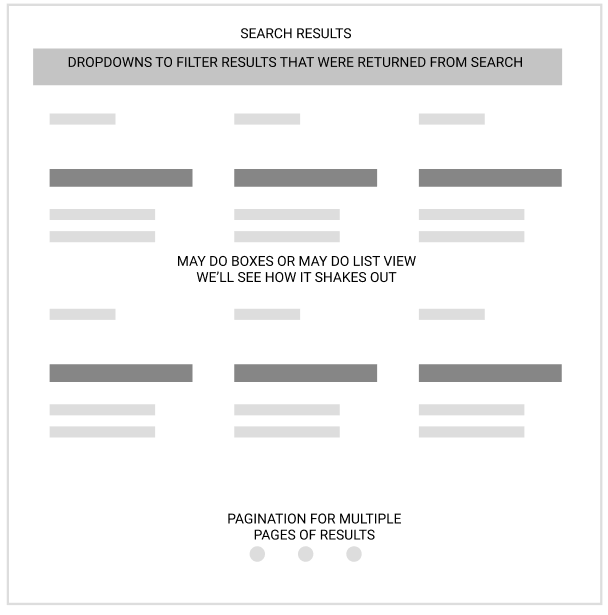 SEARCH RESULTS
DROPDOWNS TO FILTER RESULTS THAT WERE RETURNED FROM SEARCH
MAY DO BOXES OR MAY DO LIST VIEW
WE'LL SEE HOW IT SHAKES OUT
PAGINATION FOR MULTIPLE
PAGES OF RESULTS